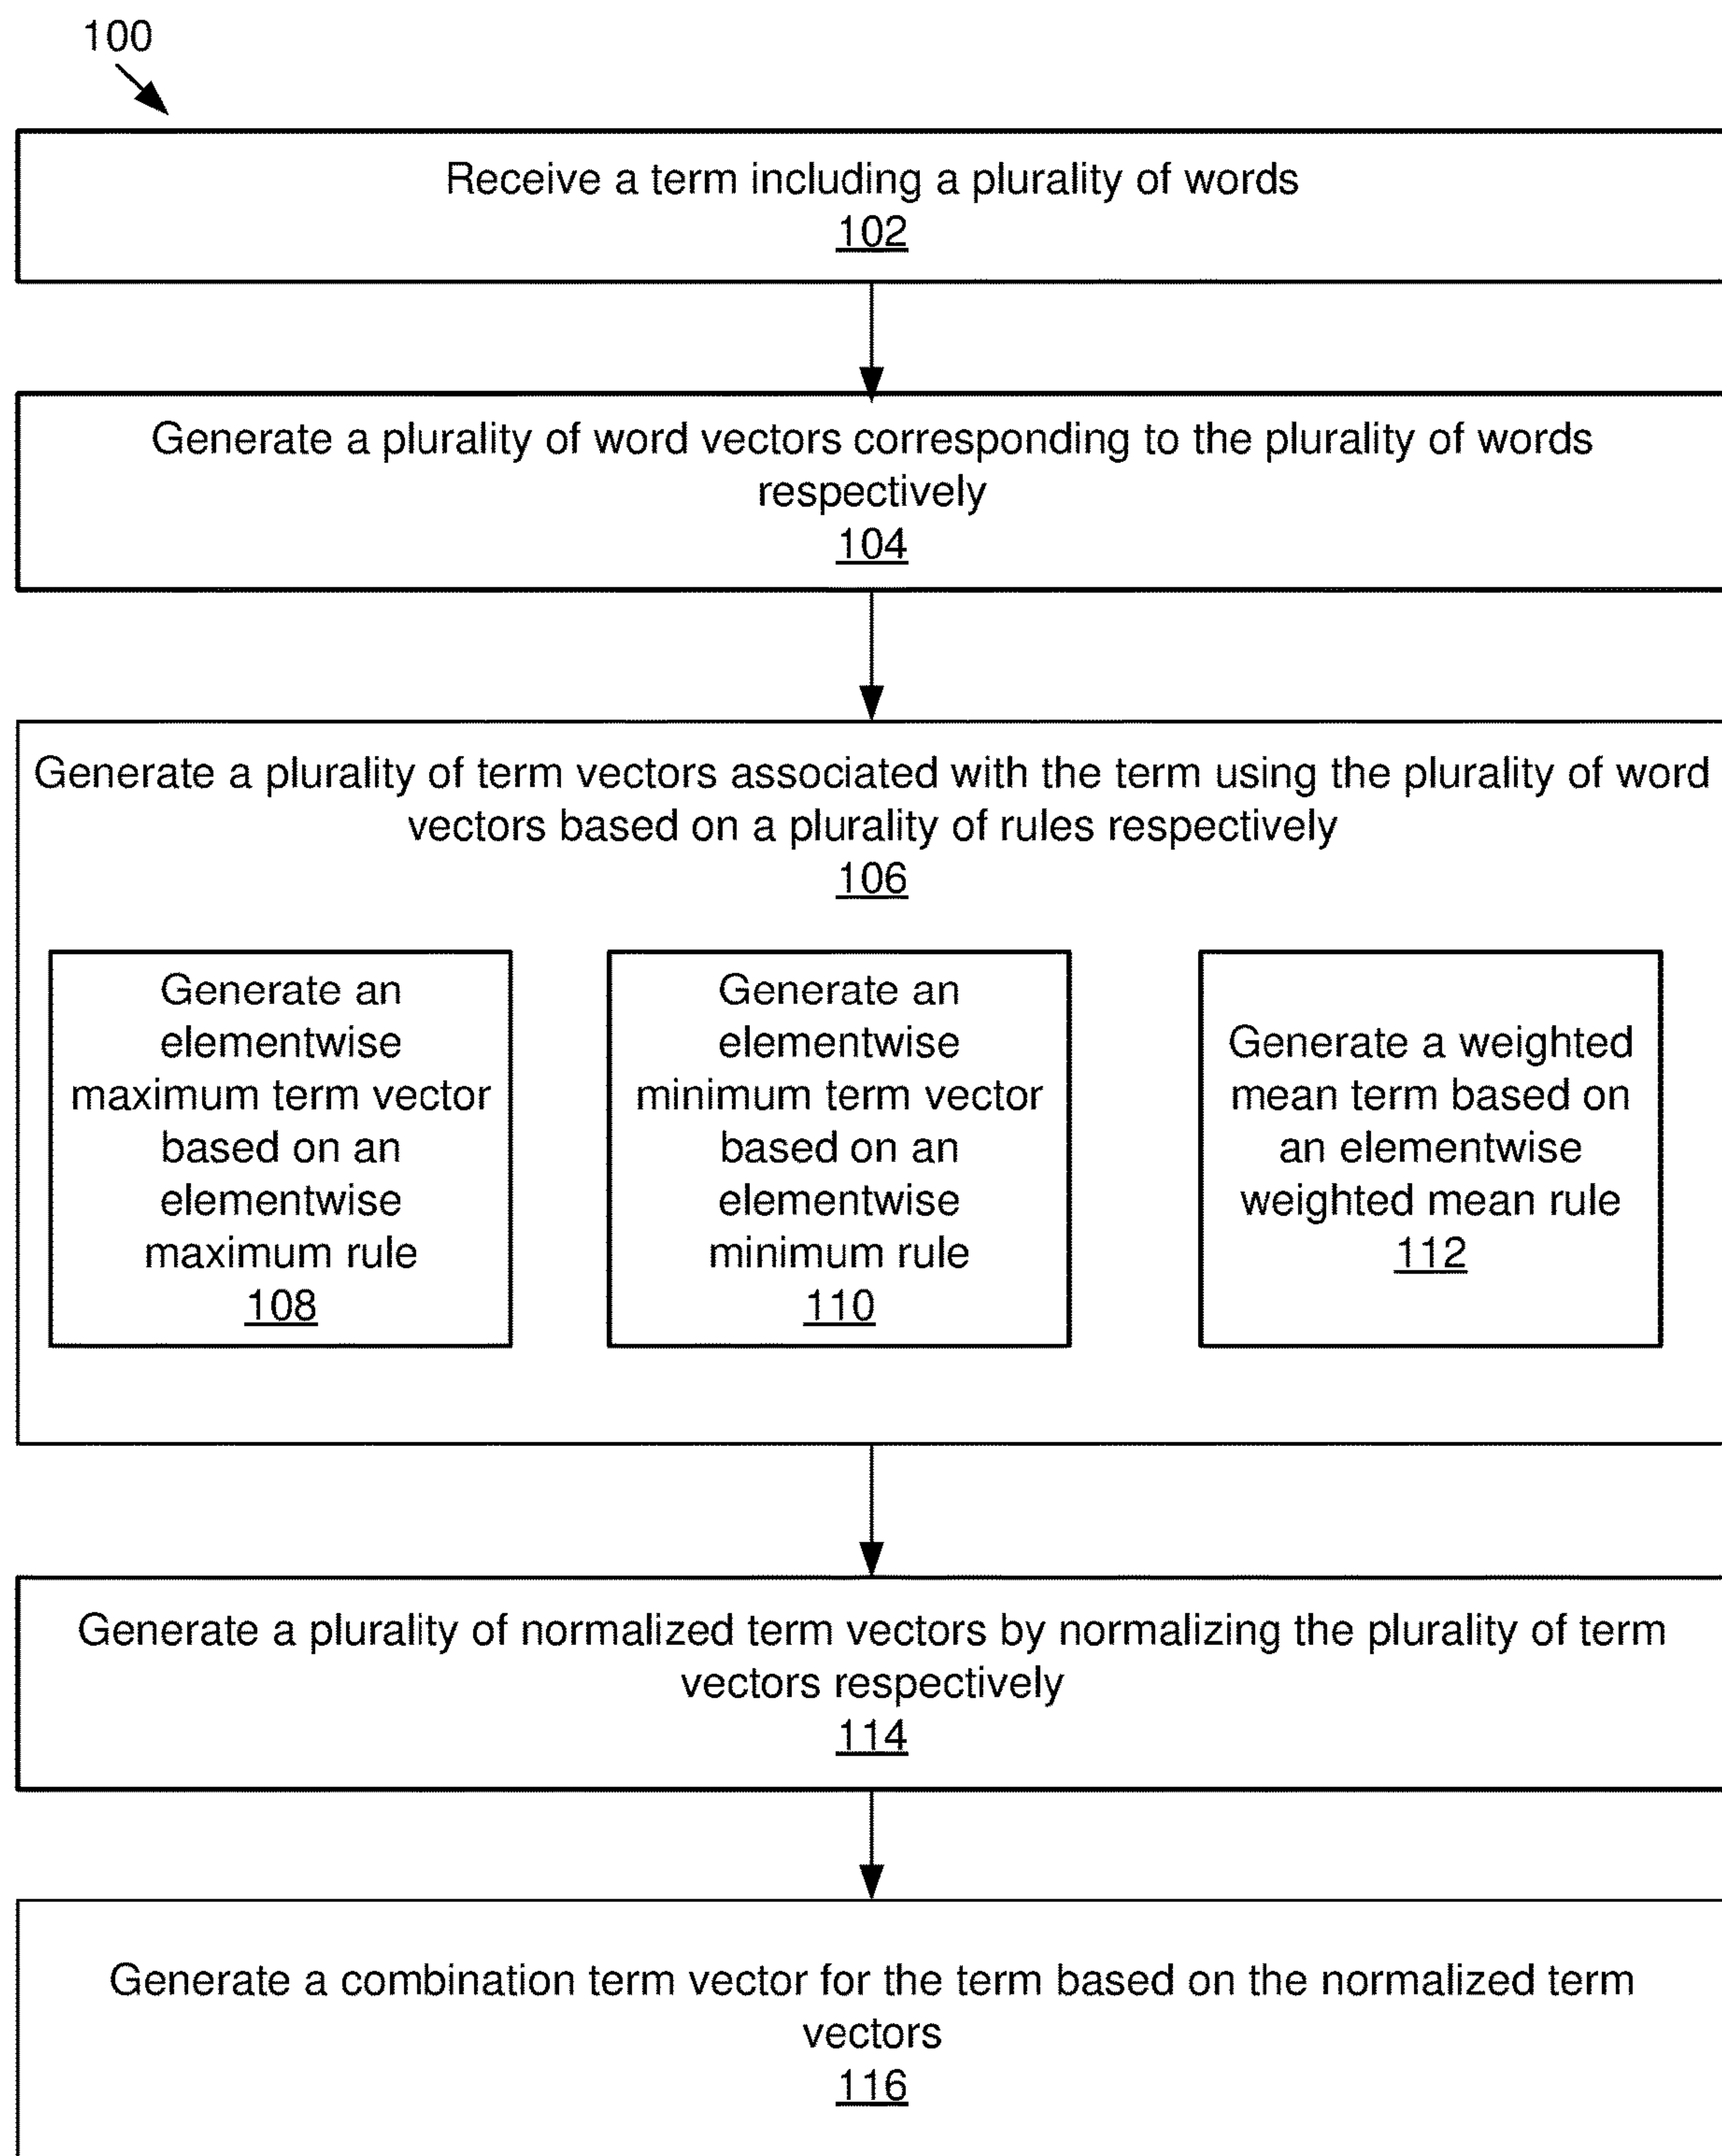 100
Receive a term including a plurality of words
102
Generate a plurality of word vectors corresponding to the plurality of words
respectively
104
Generate a plurality of term vectors associated with the term using the plurality of word
vectors based on a plurality of rules respectively
106
Generate an
elementwise
maximum term vector
based on an
elementwise
maximum rule
108
Generate an
elementwise
minimum term vector
based on an
elementwise
minimum rule
110
Generate a weighted
mean term based on
an elementwise
weighted mean rule
112
Generate a plurality of normalized term vectors by normalizing the plurality of term
vectors respectively
114
Generate a combination term vector for the term based on the normalized term
vectors
116